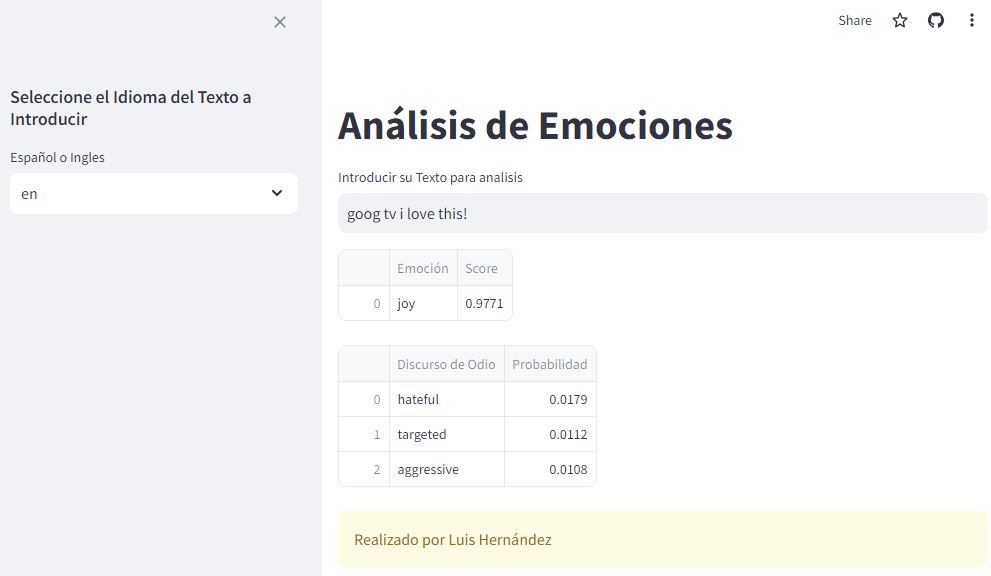 Share
Seleccione el Idioma del Texto a
Introducir
Español o Ingles
en
Análisis de Emociones
Introducir su Texto para analisis
goog tv i love this!
Emoción Score
0 joy 0.9771
Discurso de Odio Probabilidad
0 hateful 0.0179
1 targeted 0.0112
2 aggressive 0.0108
Realizado por Luis Hernández